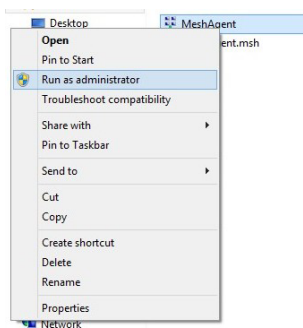 Desktop
MeshAgent
Open
ent.msh
Pin to Start
Run as administrator
Troubleshoot compatibility
Share with
Pin to Taskbar
Send to
Cut
Copy
Create shortcut
Delete
Rename
Properties
Network